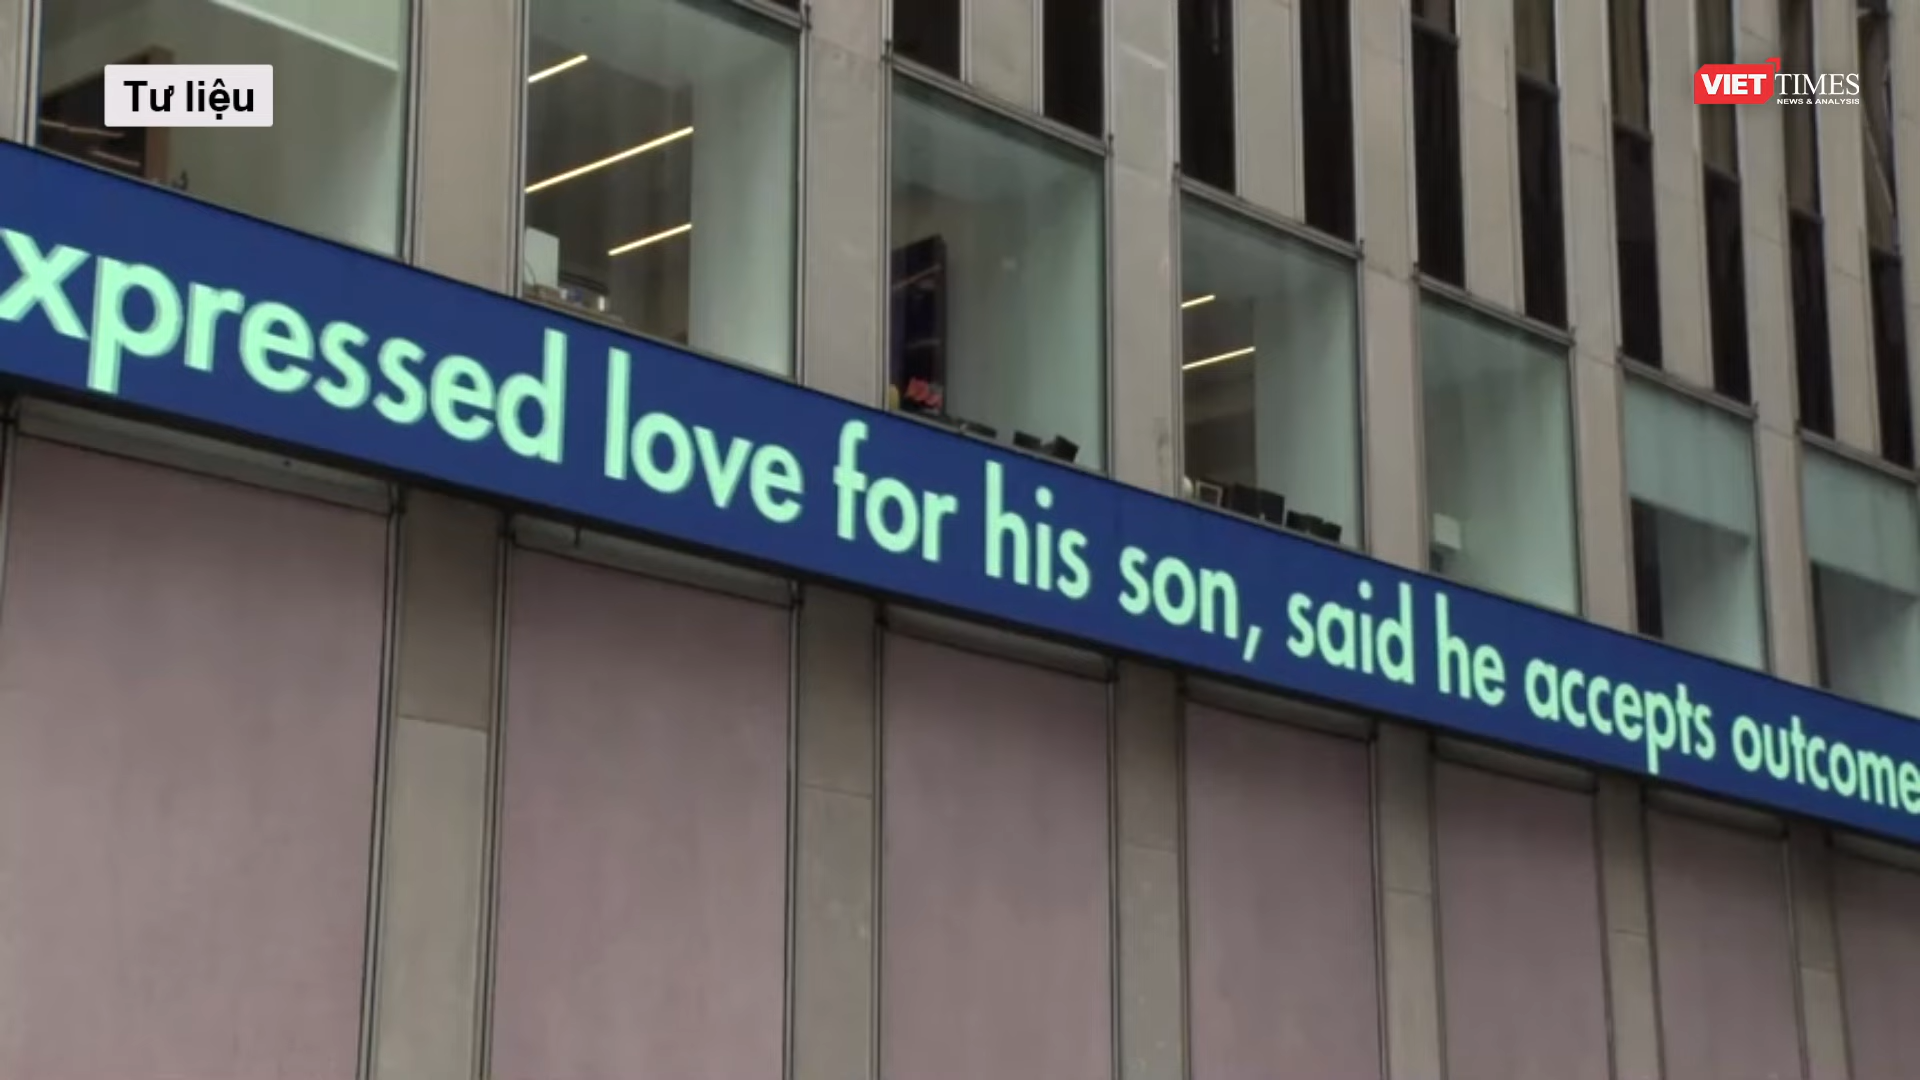 Tư liệu
VIETTIMES
NEWS & ANALYSIS
xpressed love for his son, said he accepts outcome